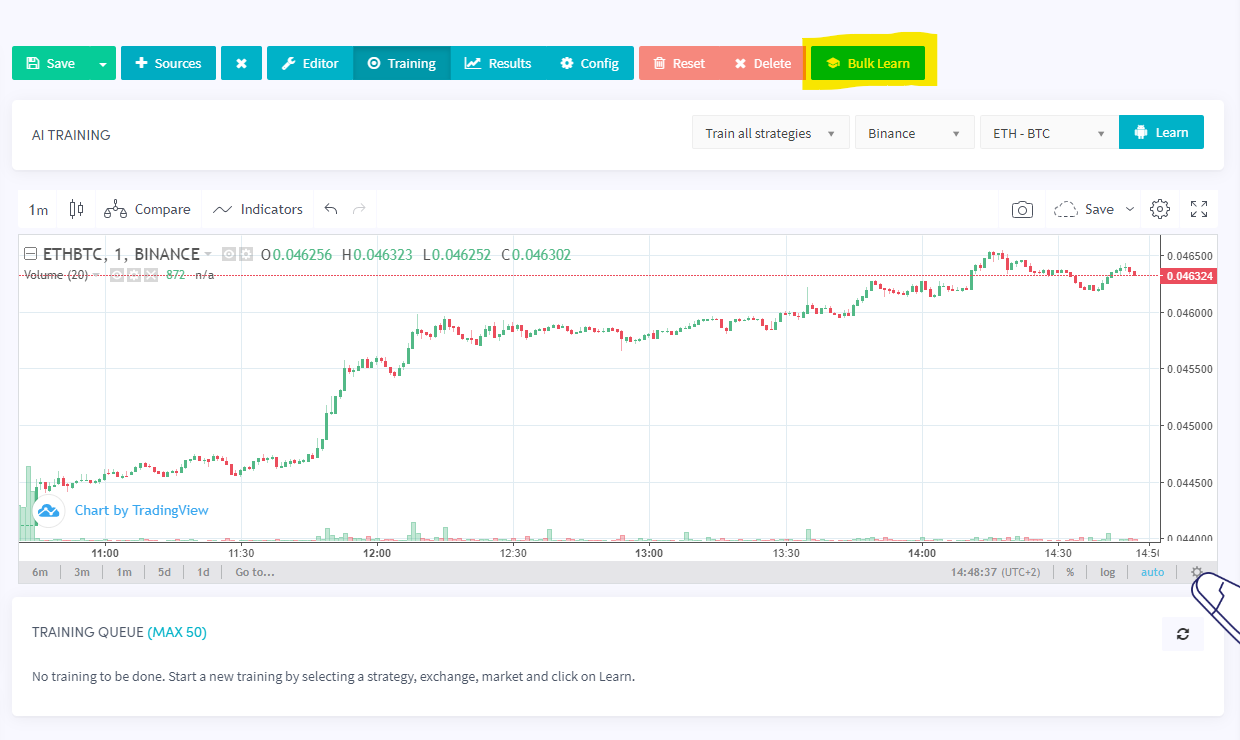 Save Sources Editor Training Results Config Reset Delete Bulk Learn
AI TRAINING Train all strategies Binance ETH - BTC Learn
1m Compare Indicators Save
ETHBTC, 1, BINANCE O0.046256 H0.046323 L0.046252 C0.046302
Volume (20) 872 n/a
0.046500
0.046324
0.046000
0.045500
0.045000
0.044500
Chart by TradingView
0.044000
11:00 11:30 12:00 12:30 13:00 13:30 14:00 14:30 14:50
6m 3m 1m 5d 1d Go to... 14:48:37 (UTC+2) % log auto
TRAINING QUEUE (MAX 50)
No training to be done. Start a new training by selecting a strategy, exchange, market and click on Learn.